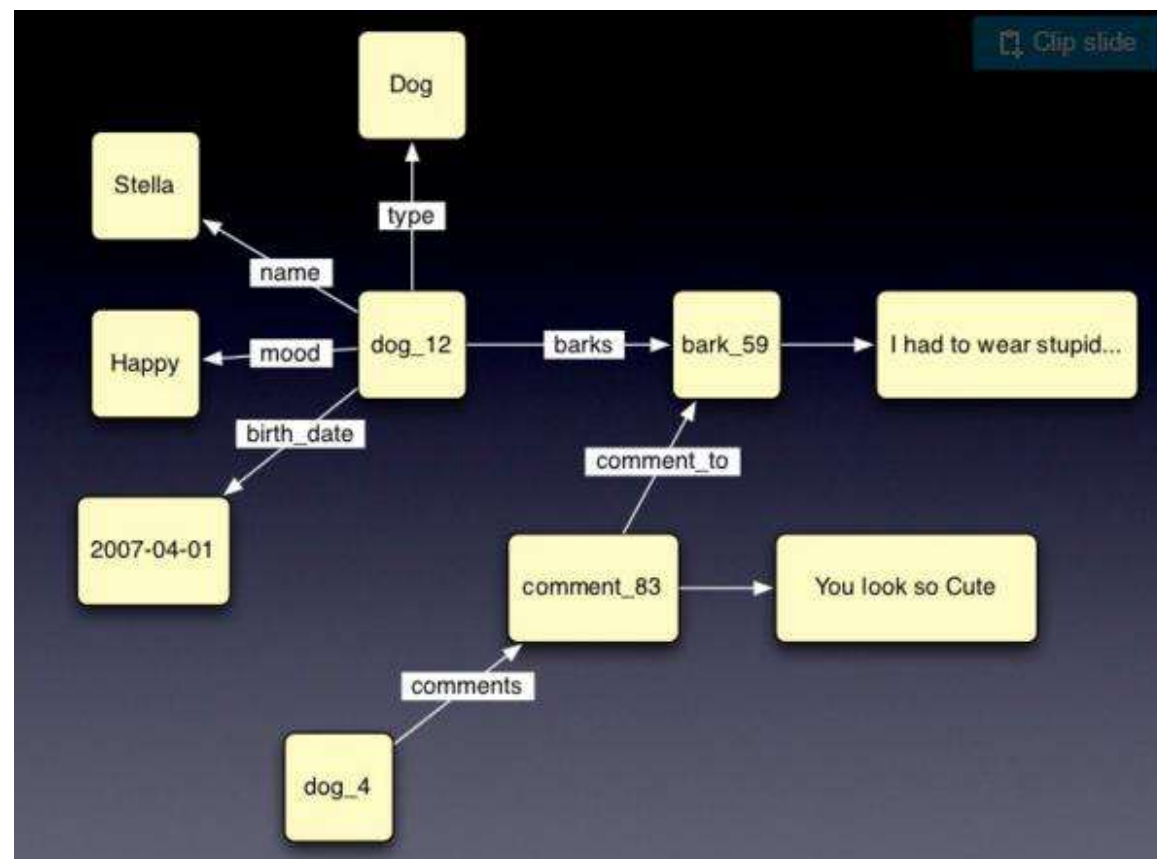 Clip slide
Dog
Stella
type
name
dog_12
barks
bark_59
I had to wear stupid...
Happy
mood
birth_date
comment_to
2007-04-01
comment_83
You look so Cute
comments
dog_4